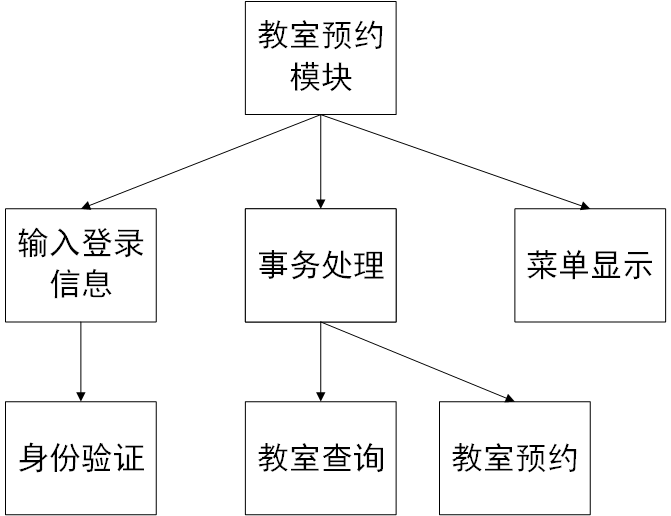 教室预约
模块
输入登录
信息
事务处理
菜单显示
身份验证
教室查询
教室预约